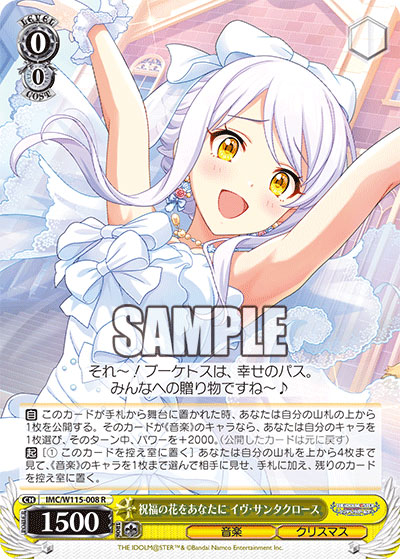 LEVEL
0
0
COST
SAMPLE
それ～！ブーケトスは、幸せのパス。
みんなへの贈り物ですね～♪
自 このカードが手札から舞台に置かれた時、あなたは自分の山札の上から
1枚を公開する。そのカードが《音楽》のキャラなら、あなたは自分のキャラを
1枚選び、そのターン中、パワーを+2000。(公開したカードは元に戻す)
起［①このカードを控え室に置く］ あなたは自分の山札の上から4枚まで
見て、《音楽》のキャラを1枚まで選んで相手に見せ、手札に加え、残りのカード
を控え室に置く。
CH IMC/W115-008 R
祝福の花をあなたに イヴ・サンタクロース
1500
音楽
クリスマス
THE IDOLM@STER™& ©Bandai Namco Entertainment Inc.